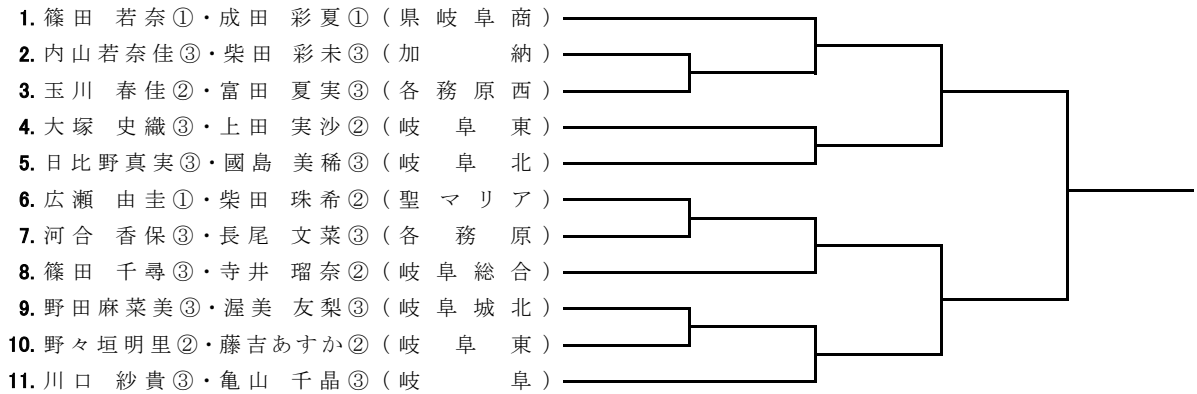 1. 篠田 若奈①・成田 彩夏①(県岐阜商)
2. 内山若奈佳③・柴田 彩未③(加納)
3. 玉川 春佳②・富田 夏実③(各務原西)
4. 大塚 史織③・上田 実沙②(岐阜東)
5. 日比野真実③・國島 美稀③(岐阜北)
6. 広瀬 由圭①・柴田 珠希②(聖マリア)
7. 河合 香保③・長尾 文菜③(各務原)
8. 篠田 千尋③・寺井 瑠奈②(岐阜総合)
9. 野田麻菜美③・渥美 友梨③(岐阜城北)
10. 野々垣明里②・藤吉あすか②(岐阜東)
11. 川口 紗貴③・亀山 千晶③(岐阜)